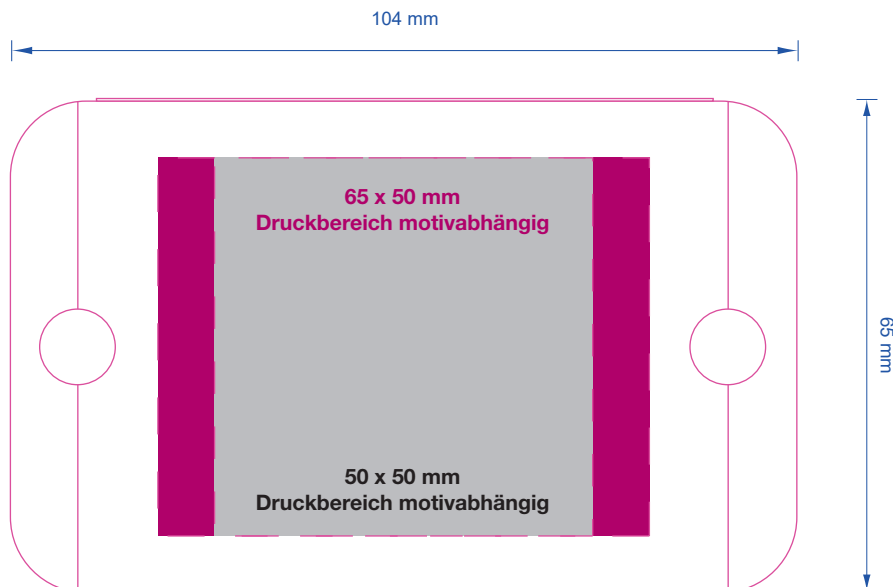 104 mm
65 x 50 mm
Druckbereich motivabhängig
65 mm
50 x 50 mm
Druckbereich motivabhängig